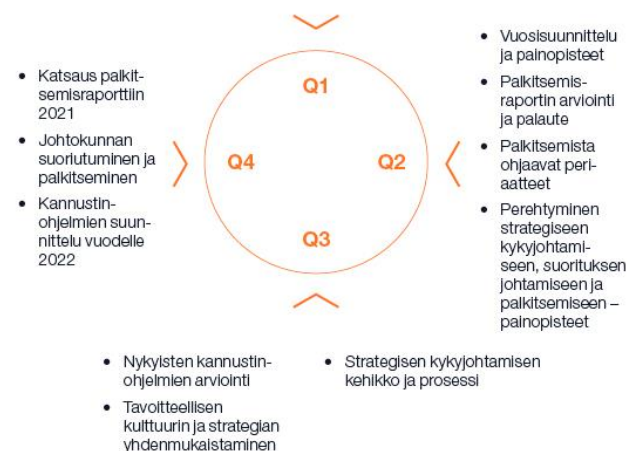 Q1
Q2
Q3
Q4
• Vuosisuunnittelu
ja painopisteet
• Palkitsemis-
raportin arviointi
ja palaute
• Palkitsemista
ohjaavat peri-
aatteet
• Perehtyminen
strategiseen
kykyjohtami-
seen, suorituksen
johtamiseen ja
palkitsemiseen –
painopisteet
• Nykyisten kannustin-
ohjelmien arviointi
• Tavoitteellisen
kulttuurin ja strategian
yhdenmukaistaminen
• Strategisen kykyjohtamisen
kehikko ja prosessi
• Katsaus palkit-
semisraporttiin
2021
• Johtokunnan
suoriutuminen ja
palkitseminen
• Kannustin-
ohjelmien suun-
nittelu vuodelle
2022